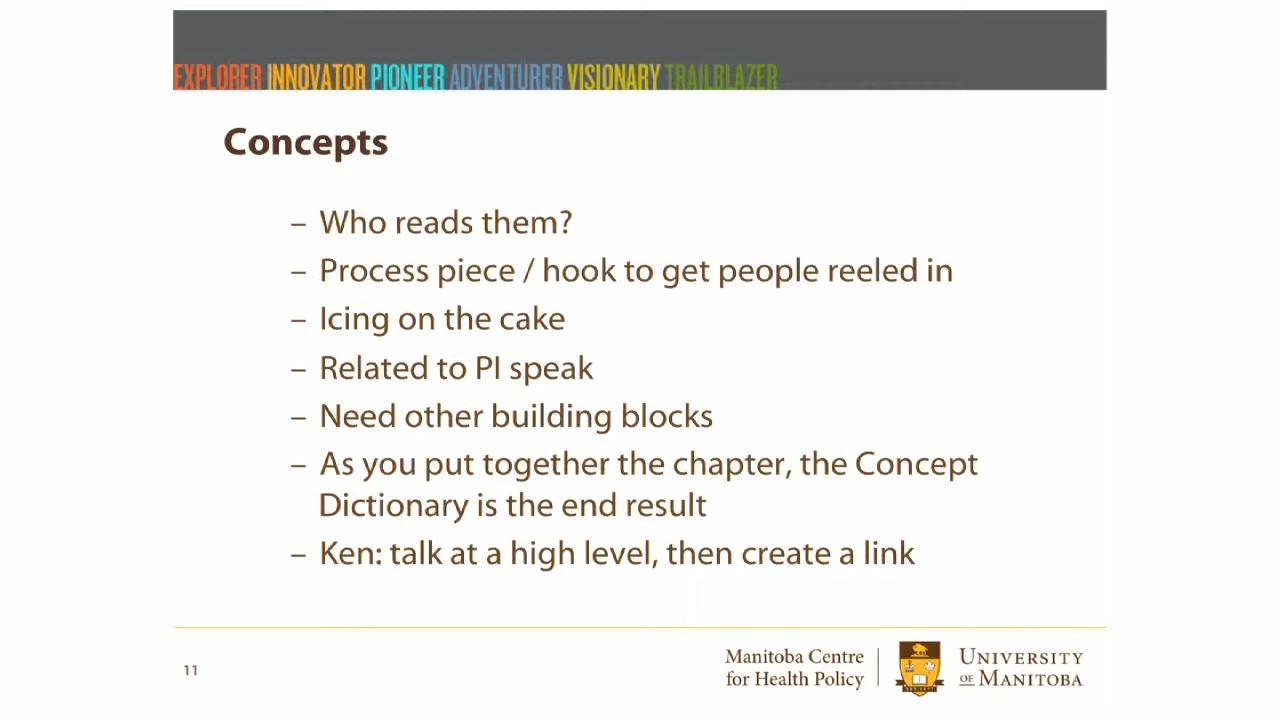 EXPLORER INNOVATOR PIONEER ADVENTURER VISIONARY TRAILBLAZER
Concepts
– Who reads them?
– Process piece / hook to get people reeled in
– Icing on the cake
– Related to PI speak
– Need other building blocks
– As you put together the chapter, the Concept
Dictionary is the end result
– Ken: talk at a high level, then create a link
11
Manitoba Centre
for Health Policy
UNIVERSITY
OF MANITOBA